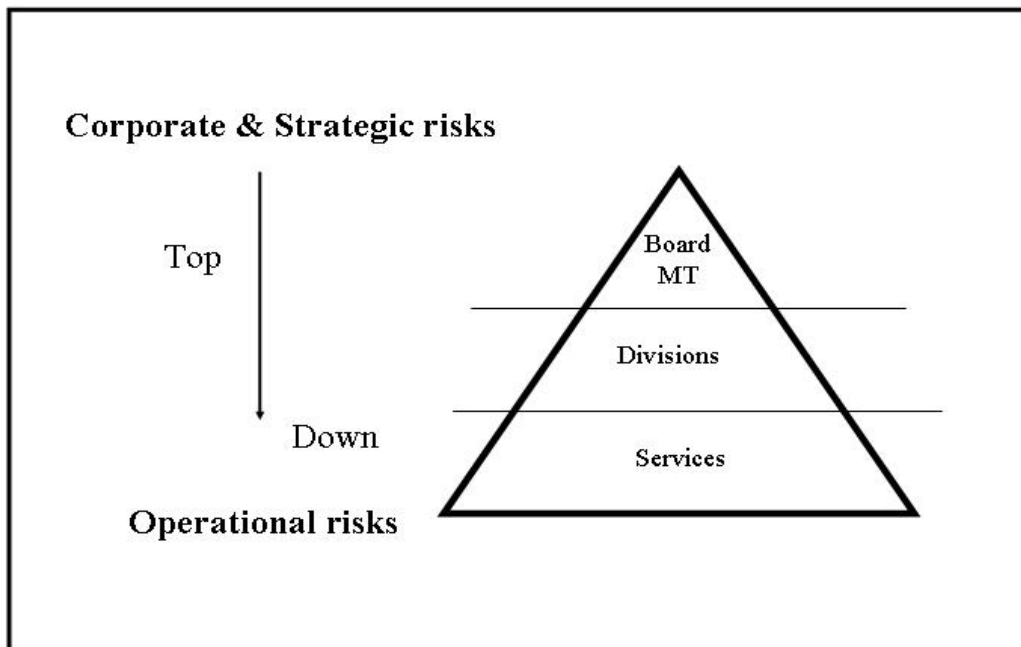 Corporate & Strategic risks
Top
Down
Operational risks
Board
MT
Divisions
Services